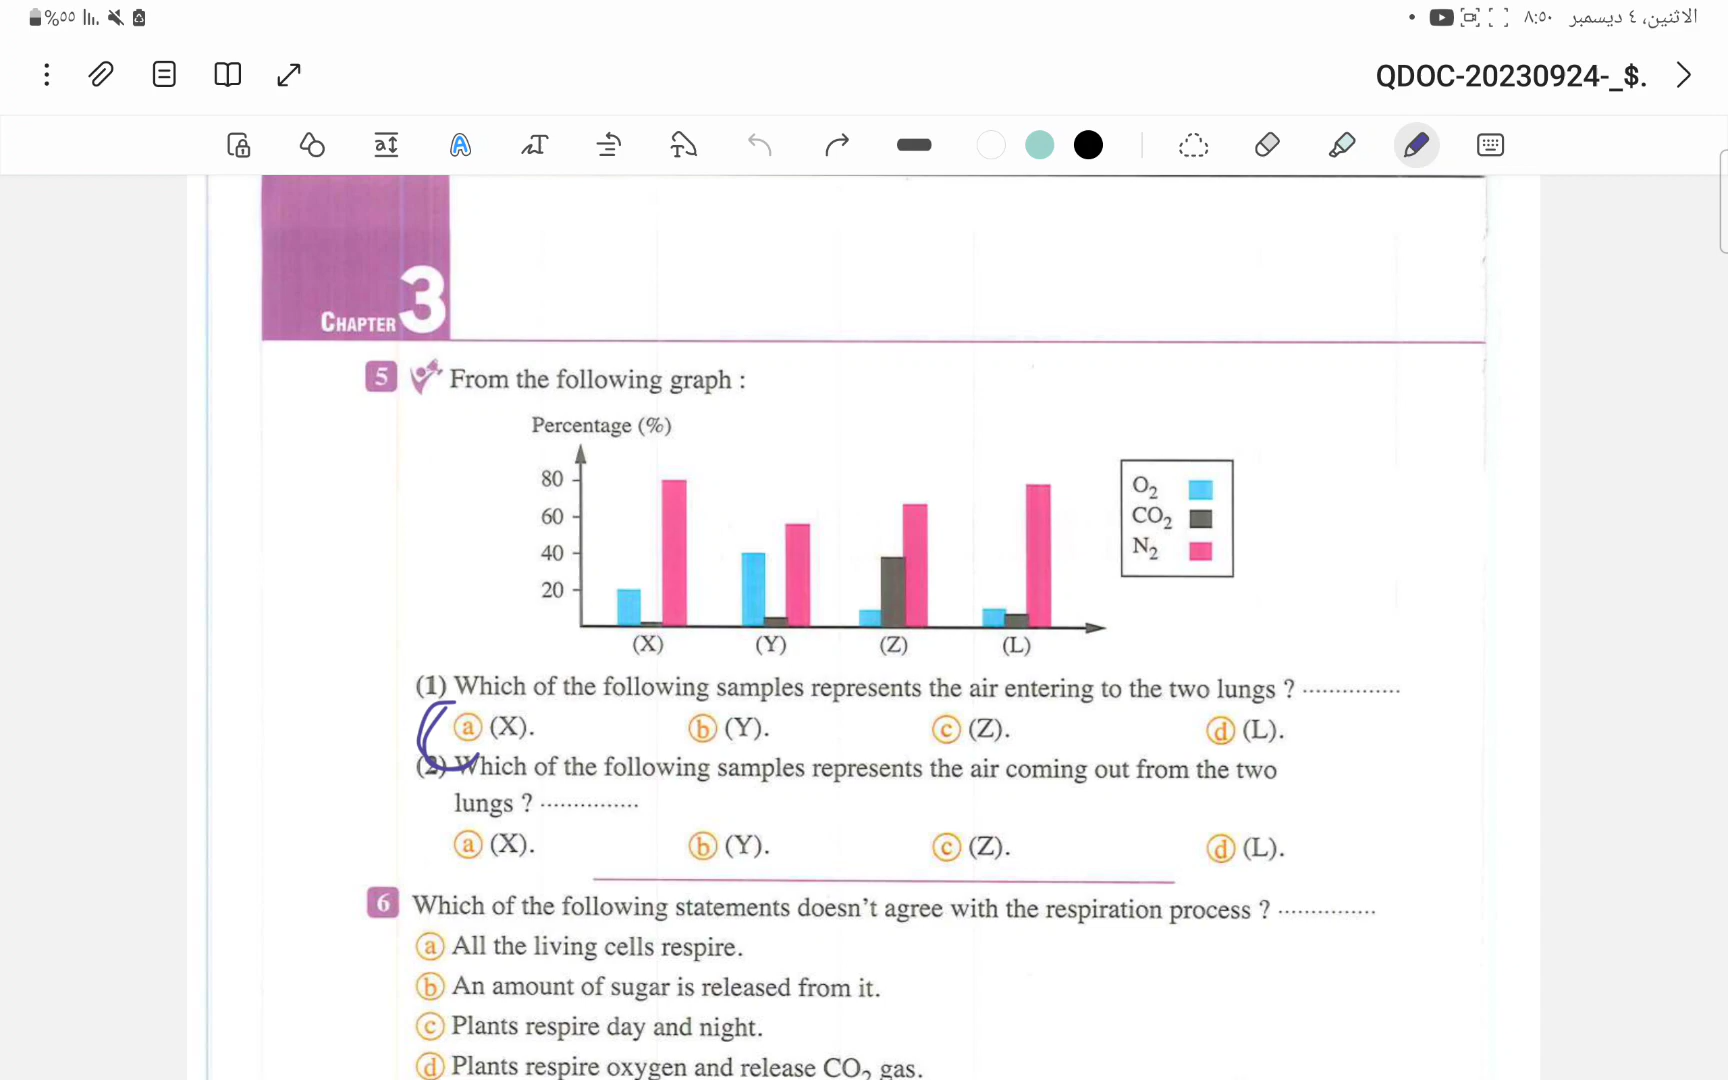 %٥٥
الاثنين، ٤ ديسمبر ٨:٥٠
QDOC-20230924-_$.
CHAPTER 3
5 From the following graph :
Percentage (%)
80
60
40
20
(X) (Y) (Z) (L)
O₂
CO₂
N₂
(1) Which of the following samples represents the air entering to the two lungs ? ...............
a (X). b (Y). c (Z). d (L).
(2) Which of the following samples represents the air coming out from the two
lungs ? ...............
a (X). b (Y). c (Z). d (L).
6 Which of the following statements doesn't agree with the respiration process ? ...............
a All the living cells respire.
b An amount of sugar is released from it.
c Plants respire day and night.
d Plants respire oxygen and release CO₂ gas.